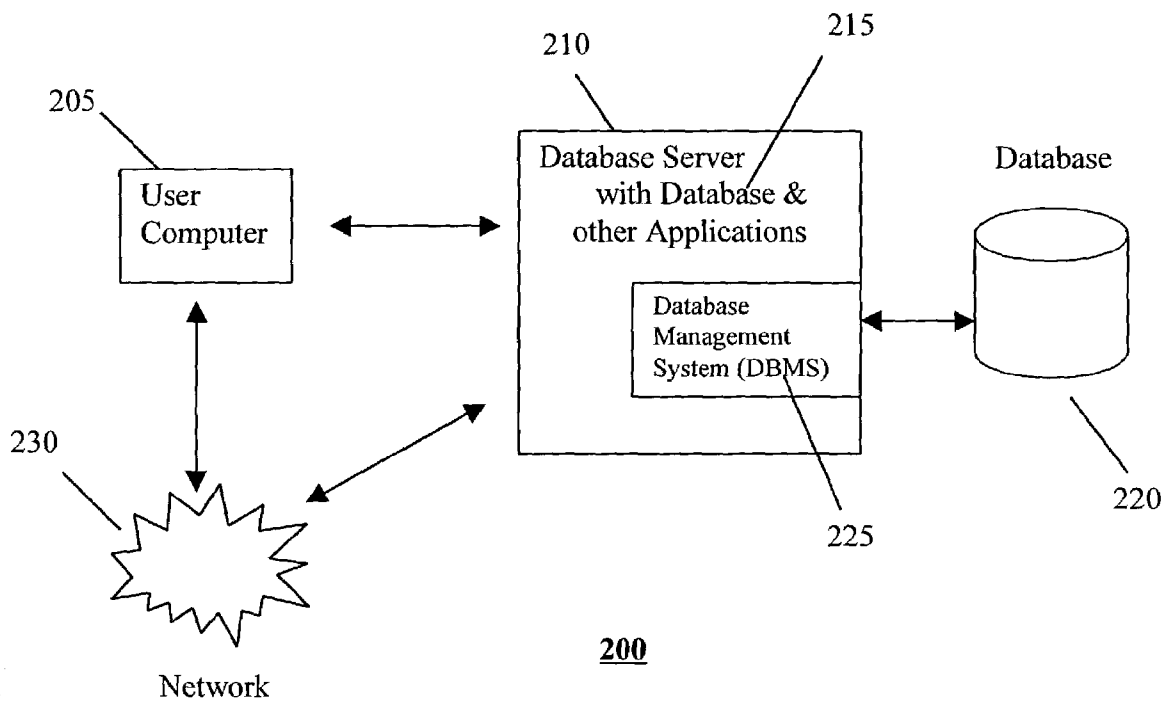 215
210
205
Database Server
with Database &
other Applications
Database
User
Computer
Database
Management
System (DBMS)
230
220
225
200
Network